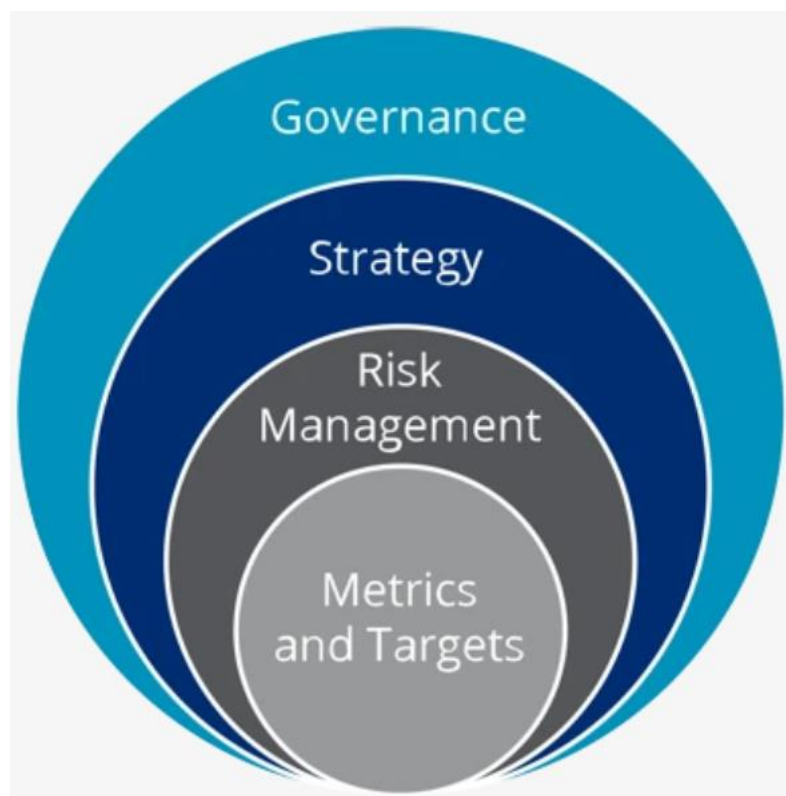 Governance
Strategy
Risk
Management
Metrics
and Targets